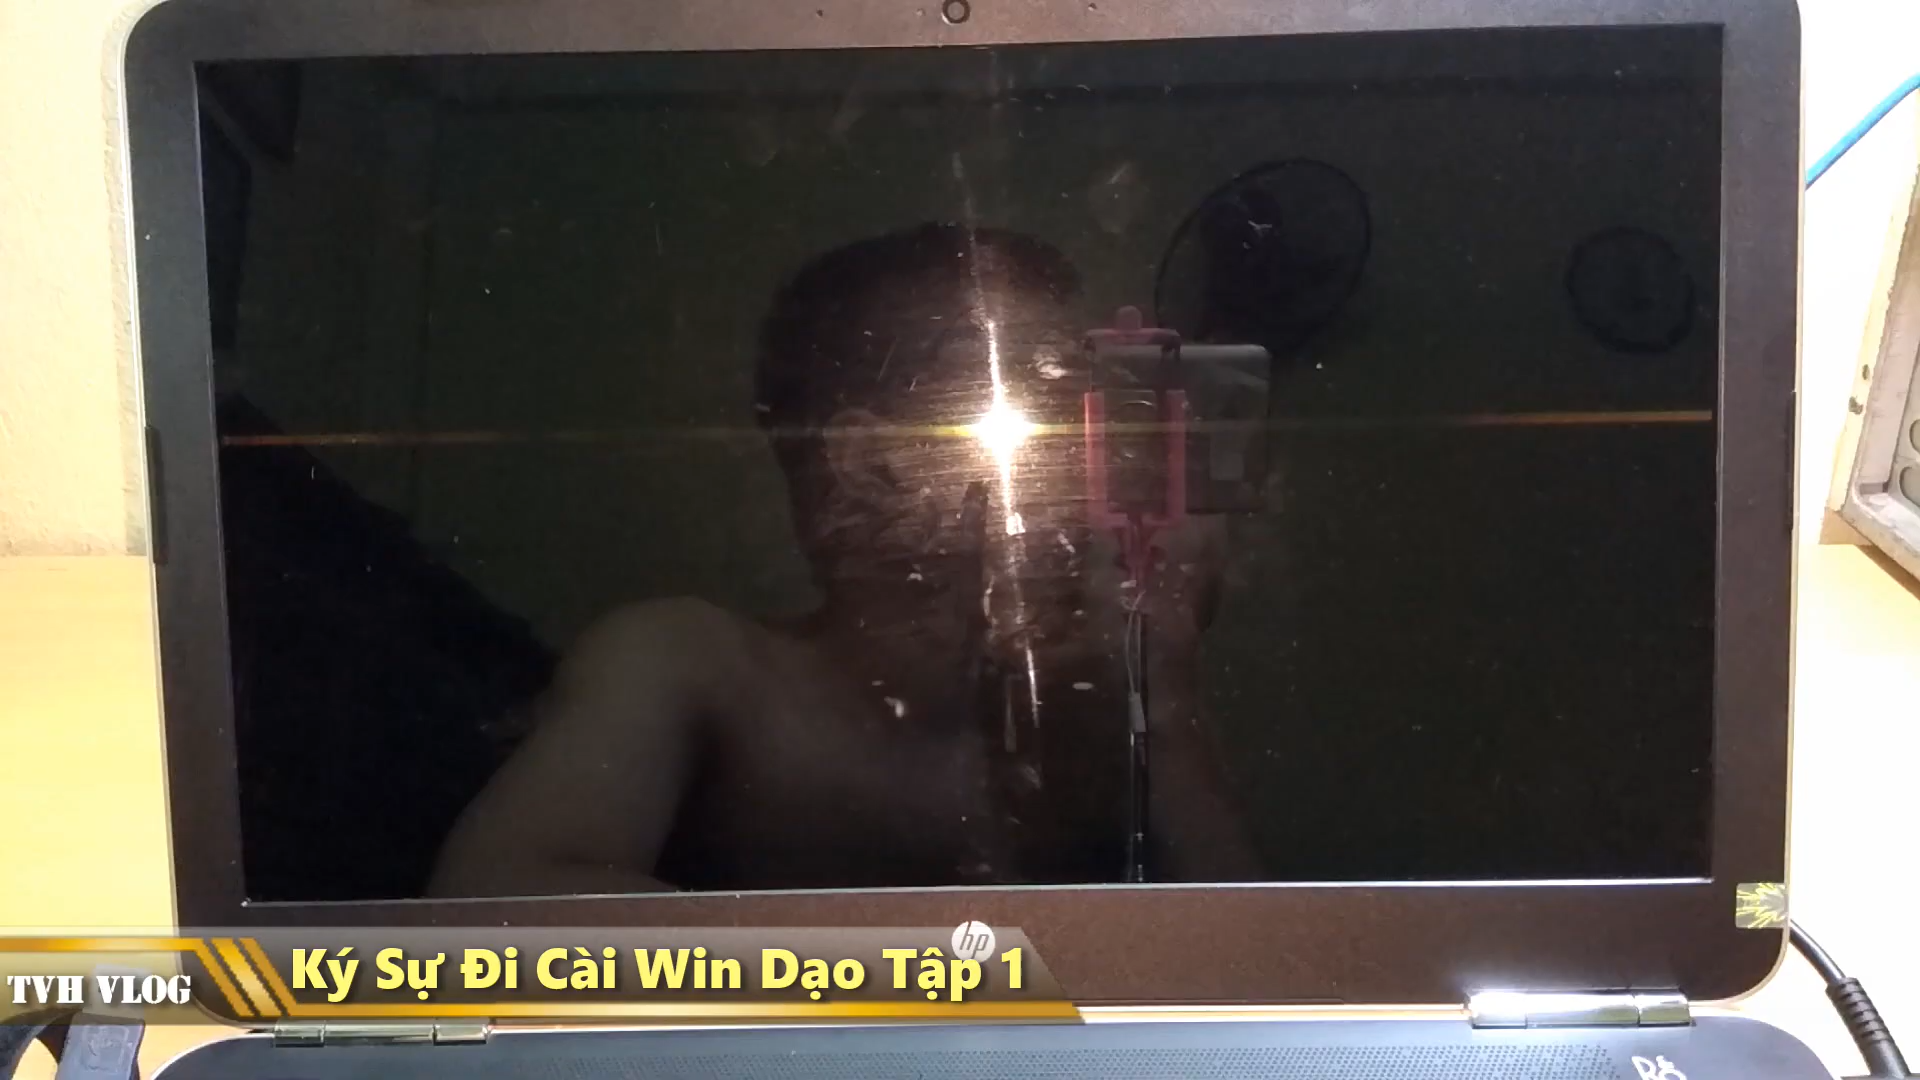 hp
TVH VLOG
Ký Sự Đi Cài Win Dạo Tập 1